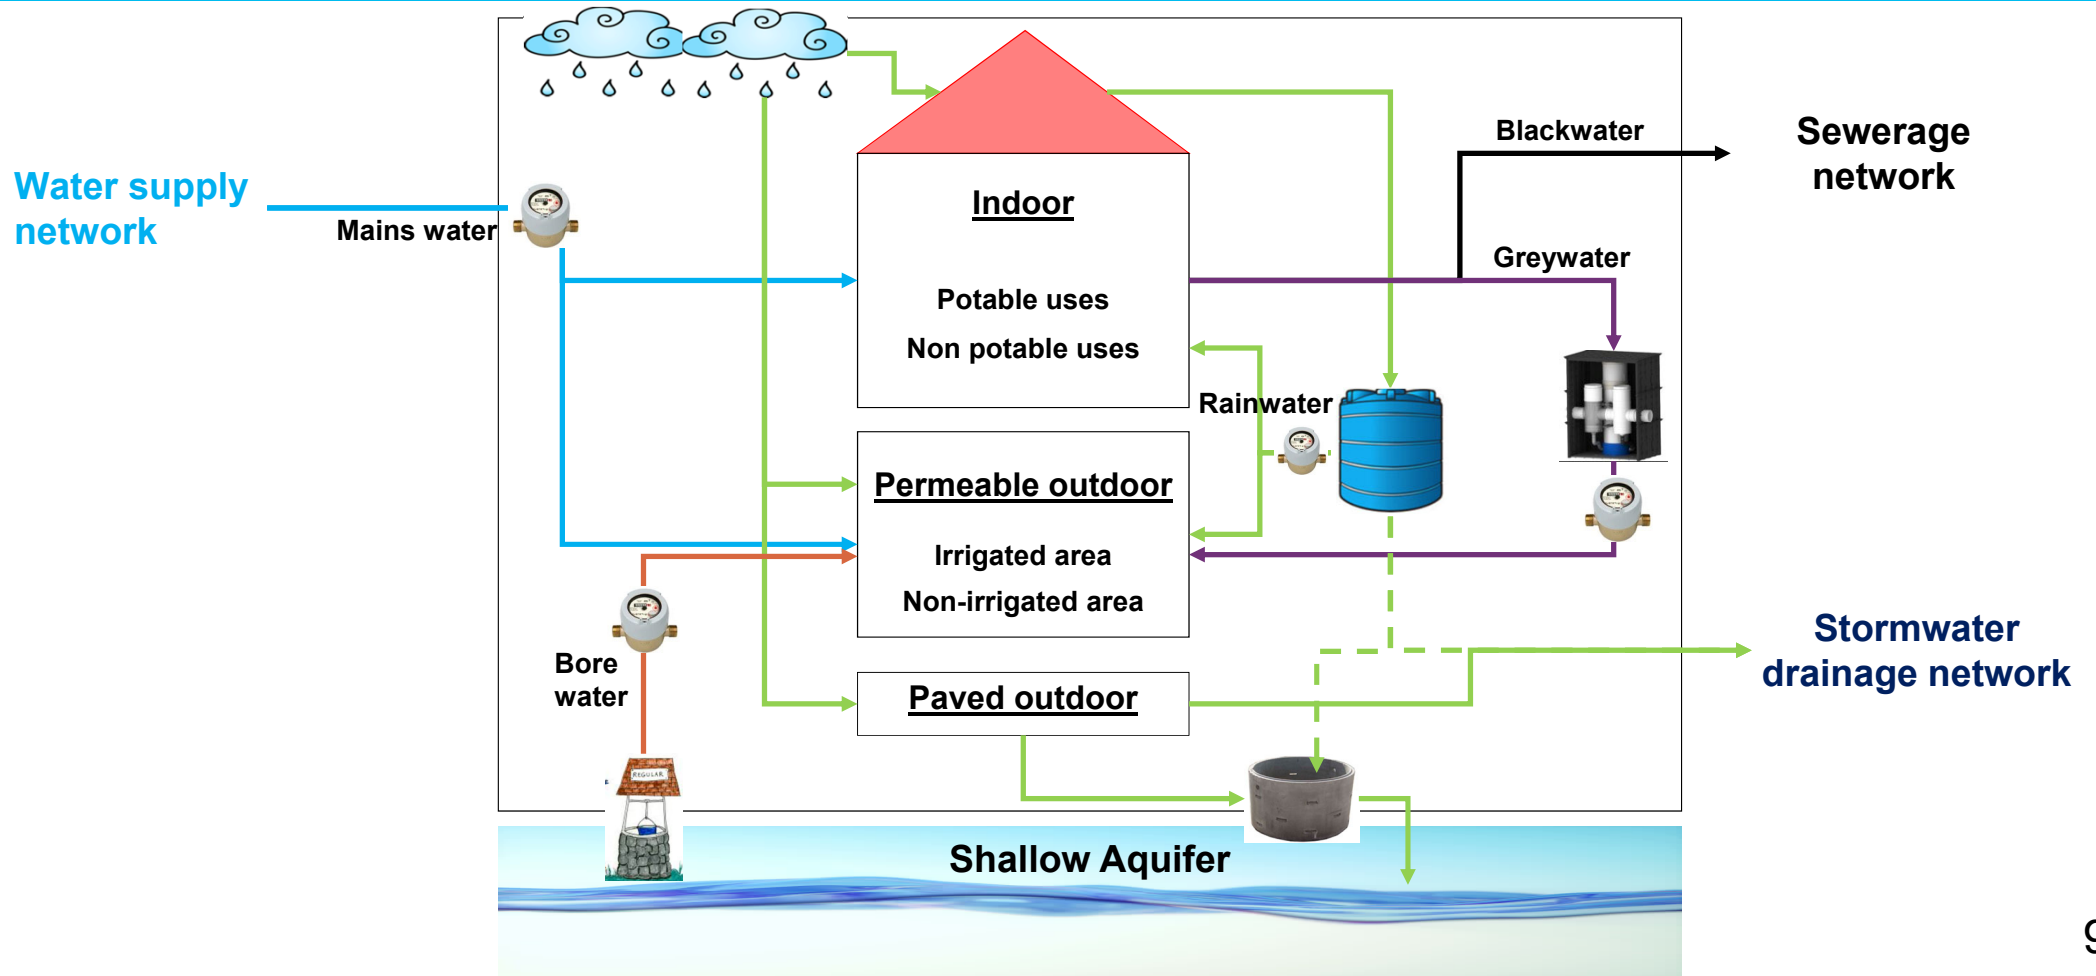 Blackwater
Sewerage
network
Water supply
network
Mains water
Indoor
Greywater
Potable uses
Non potable uses
Rainwater
Permeable outdoor
Irrigated area
Non-irrigated area
Bore
water
Stormwater
drainage network
Paved outdoor
REGULAR
Shallow Aquifer